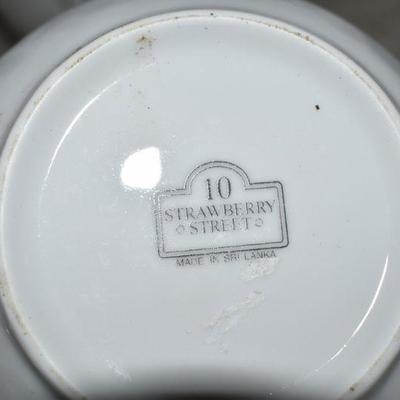 10
STRAWBERRY
STREET
MADE IN SRI LANKA